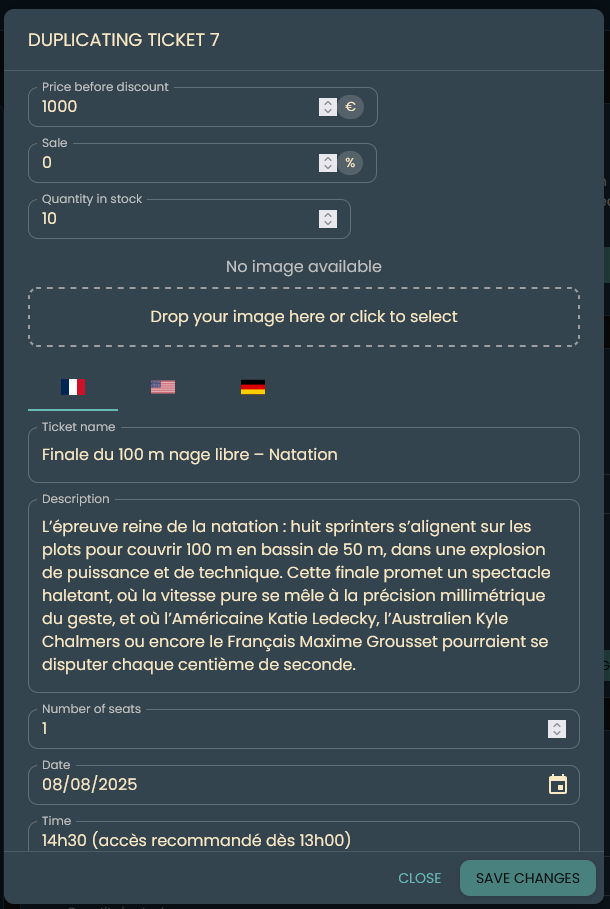 DUPLICATING TICKET 7
Price before discount
1000
€
Sale
0
%
Quantity in stock
10
No image available
Drop your image here or click to select
Ticket name
Finale du 100 m nage libre – Natation
Description
L’épreuve reine de la natation : huit sprinters s’alignent sur les
plots pour couvrir 100 m en bassin de 50 m, dans une explosion
de puissance et de technique. Cette finale promet un spectacle
haletant, où la vitesse pure se mêle à la précision millimétrique
du geste, et où l’Américaine Katie Ledecky, l’Australien Kyle
Chalmers ou encore le Français Maxime Grousset pourraient se
disputer chaque centième de seconde.
Number of seats
1
Date
08/08/2025
Time
14h30 (accès recommandé dès 13h00)
CLOSE
SAVE CHANGES